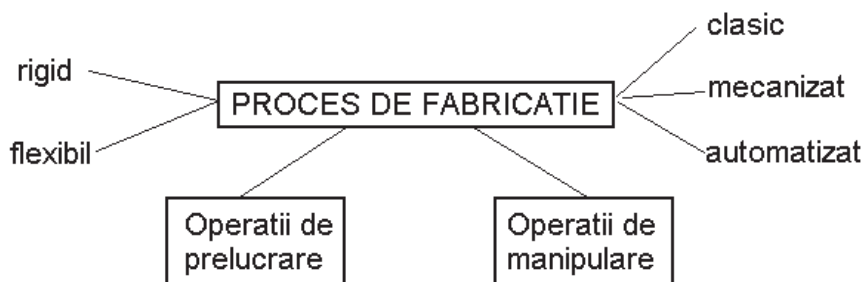 rigid
flexibil
PROCES DE FABRICATIE
clasic
mecanizat
automatizat
Operatii de
prelucrare
Operatii de
manipulare